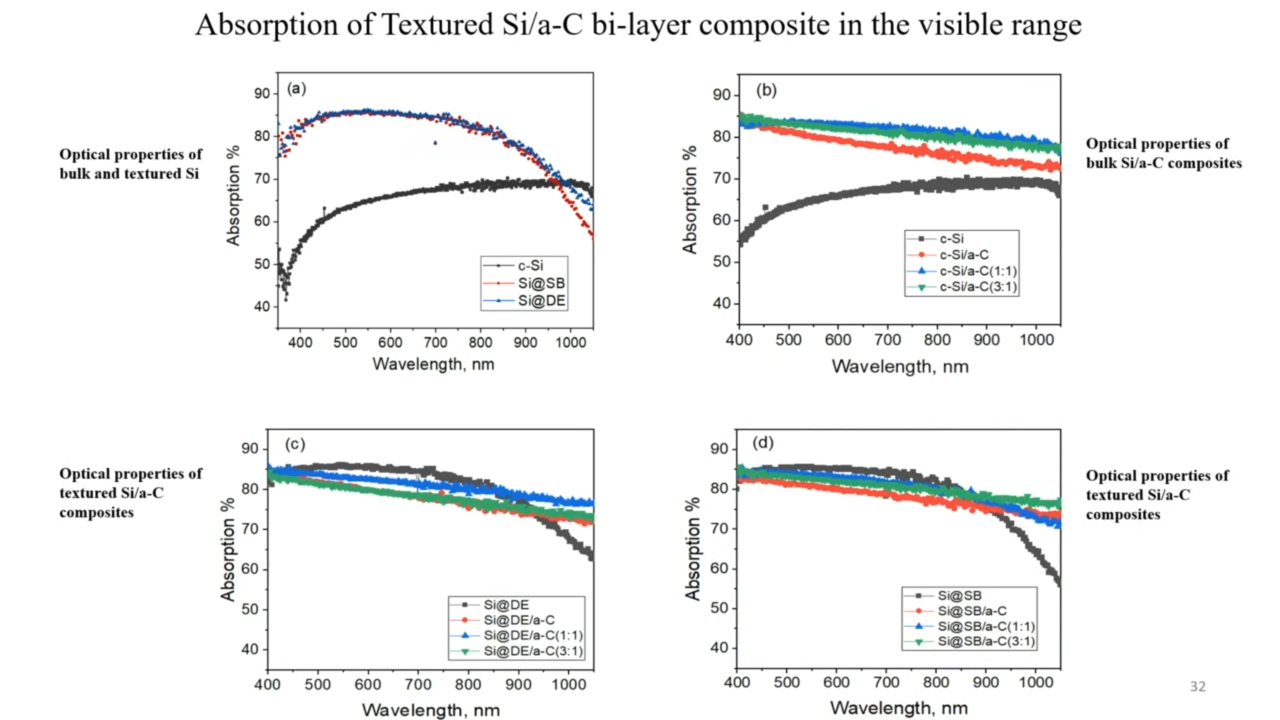 Absorption of Textured Si/a-C bi-layer composite in the visible range
Optical properties of
bulk and textured Si
(a)
90
80
70
60
50
40
Absorption %
c-Si
Si@SB
Si@DE
400 500 600 700 800 900 1000
Wavelength, nm
(b)
90
80
70
60
50
40
Absorption %
c-Si
c-Si/a-C
c-Si/a-C(1:1)
c-Si/a-C(3:1)
400 500 600 700 800 900 1000
Wavelength, nm
Optical properties of
bulk Si/a-C composites
Optical properties of
textured Si/a-C
composites
(c)
90
80
70
60
50
40
Absorption %
Si@DE
Si@DE/a-C
Si@DE/a-C(1:1)
Si@DE/a-C(3:1)
400 500 600 700 800 900 1000
Wavelength, nm
(d)
90
80
70
60
50
40
Absorption %
Si@SB
Si@SB/a-C
Si@SB/a-C(1:1)
Si@SB/a-C(3:1)
400 500 600 700 800 900 1000
Wavelength, nm
Optical properties of
textured Si/a-C
composites
32